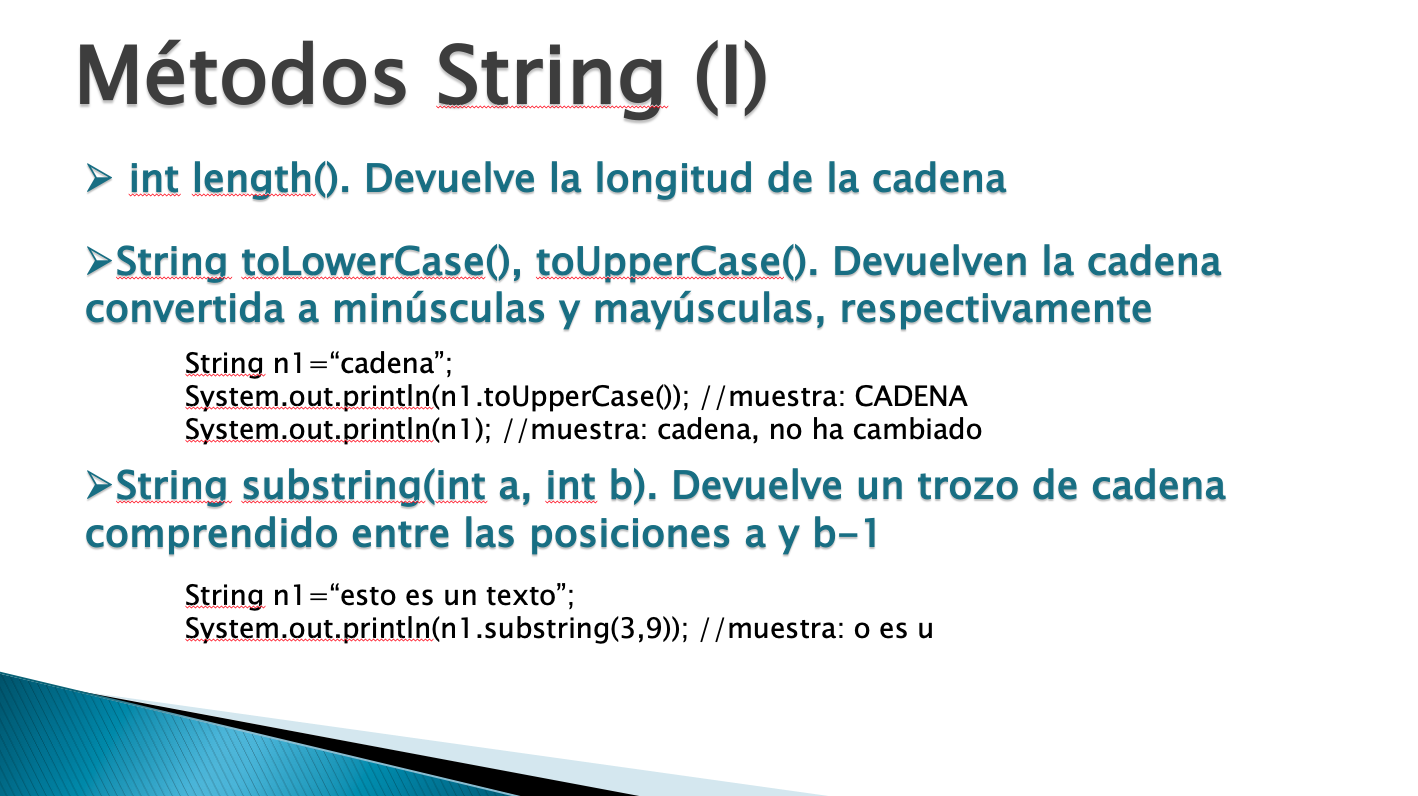 Métodos String (I)
➢ int length(). Devuelve la longitud de la cadena
➢String toLowerCase(), toUpperCase(). Devuelven la cadena
convertida a minúsculas y mayúsculas, respectivamente
String n1=“cadena”;
System.out.println(n1.toUpperCase()); //muestra: CADENA
System.out.println(n1); //muestra: cadena, no ha cambiado
➢String substring(int a, int b). Devuelve un trozo de cadena
comprendido entre las posiciones a y b-1
String n1=“esto es un texto”;
System.out.println(n1.substring(3,9)); //muestra: o es u